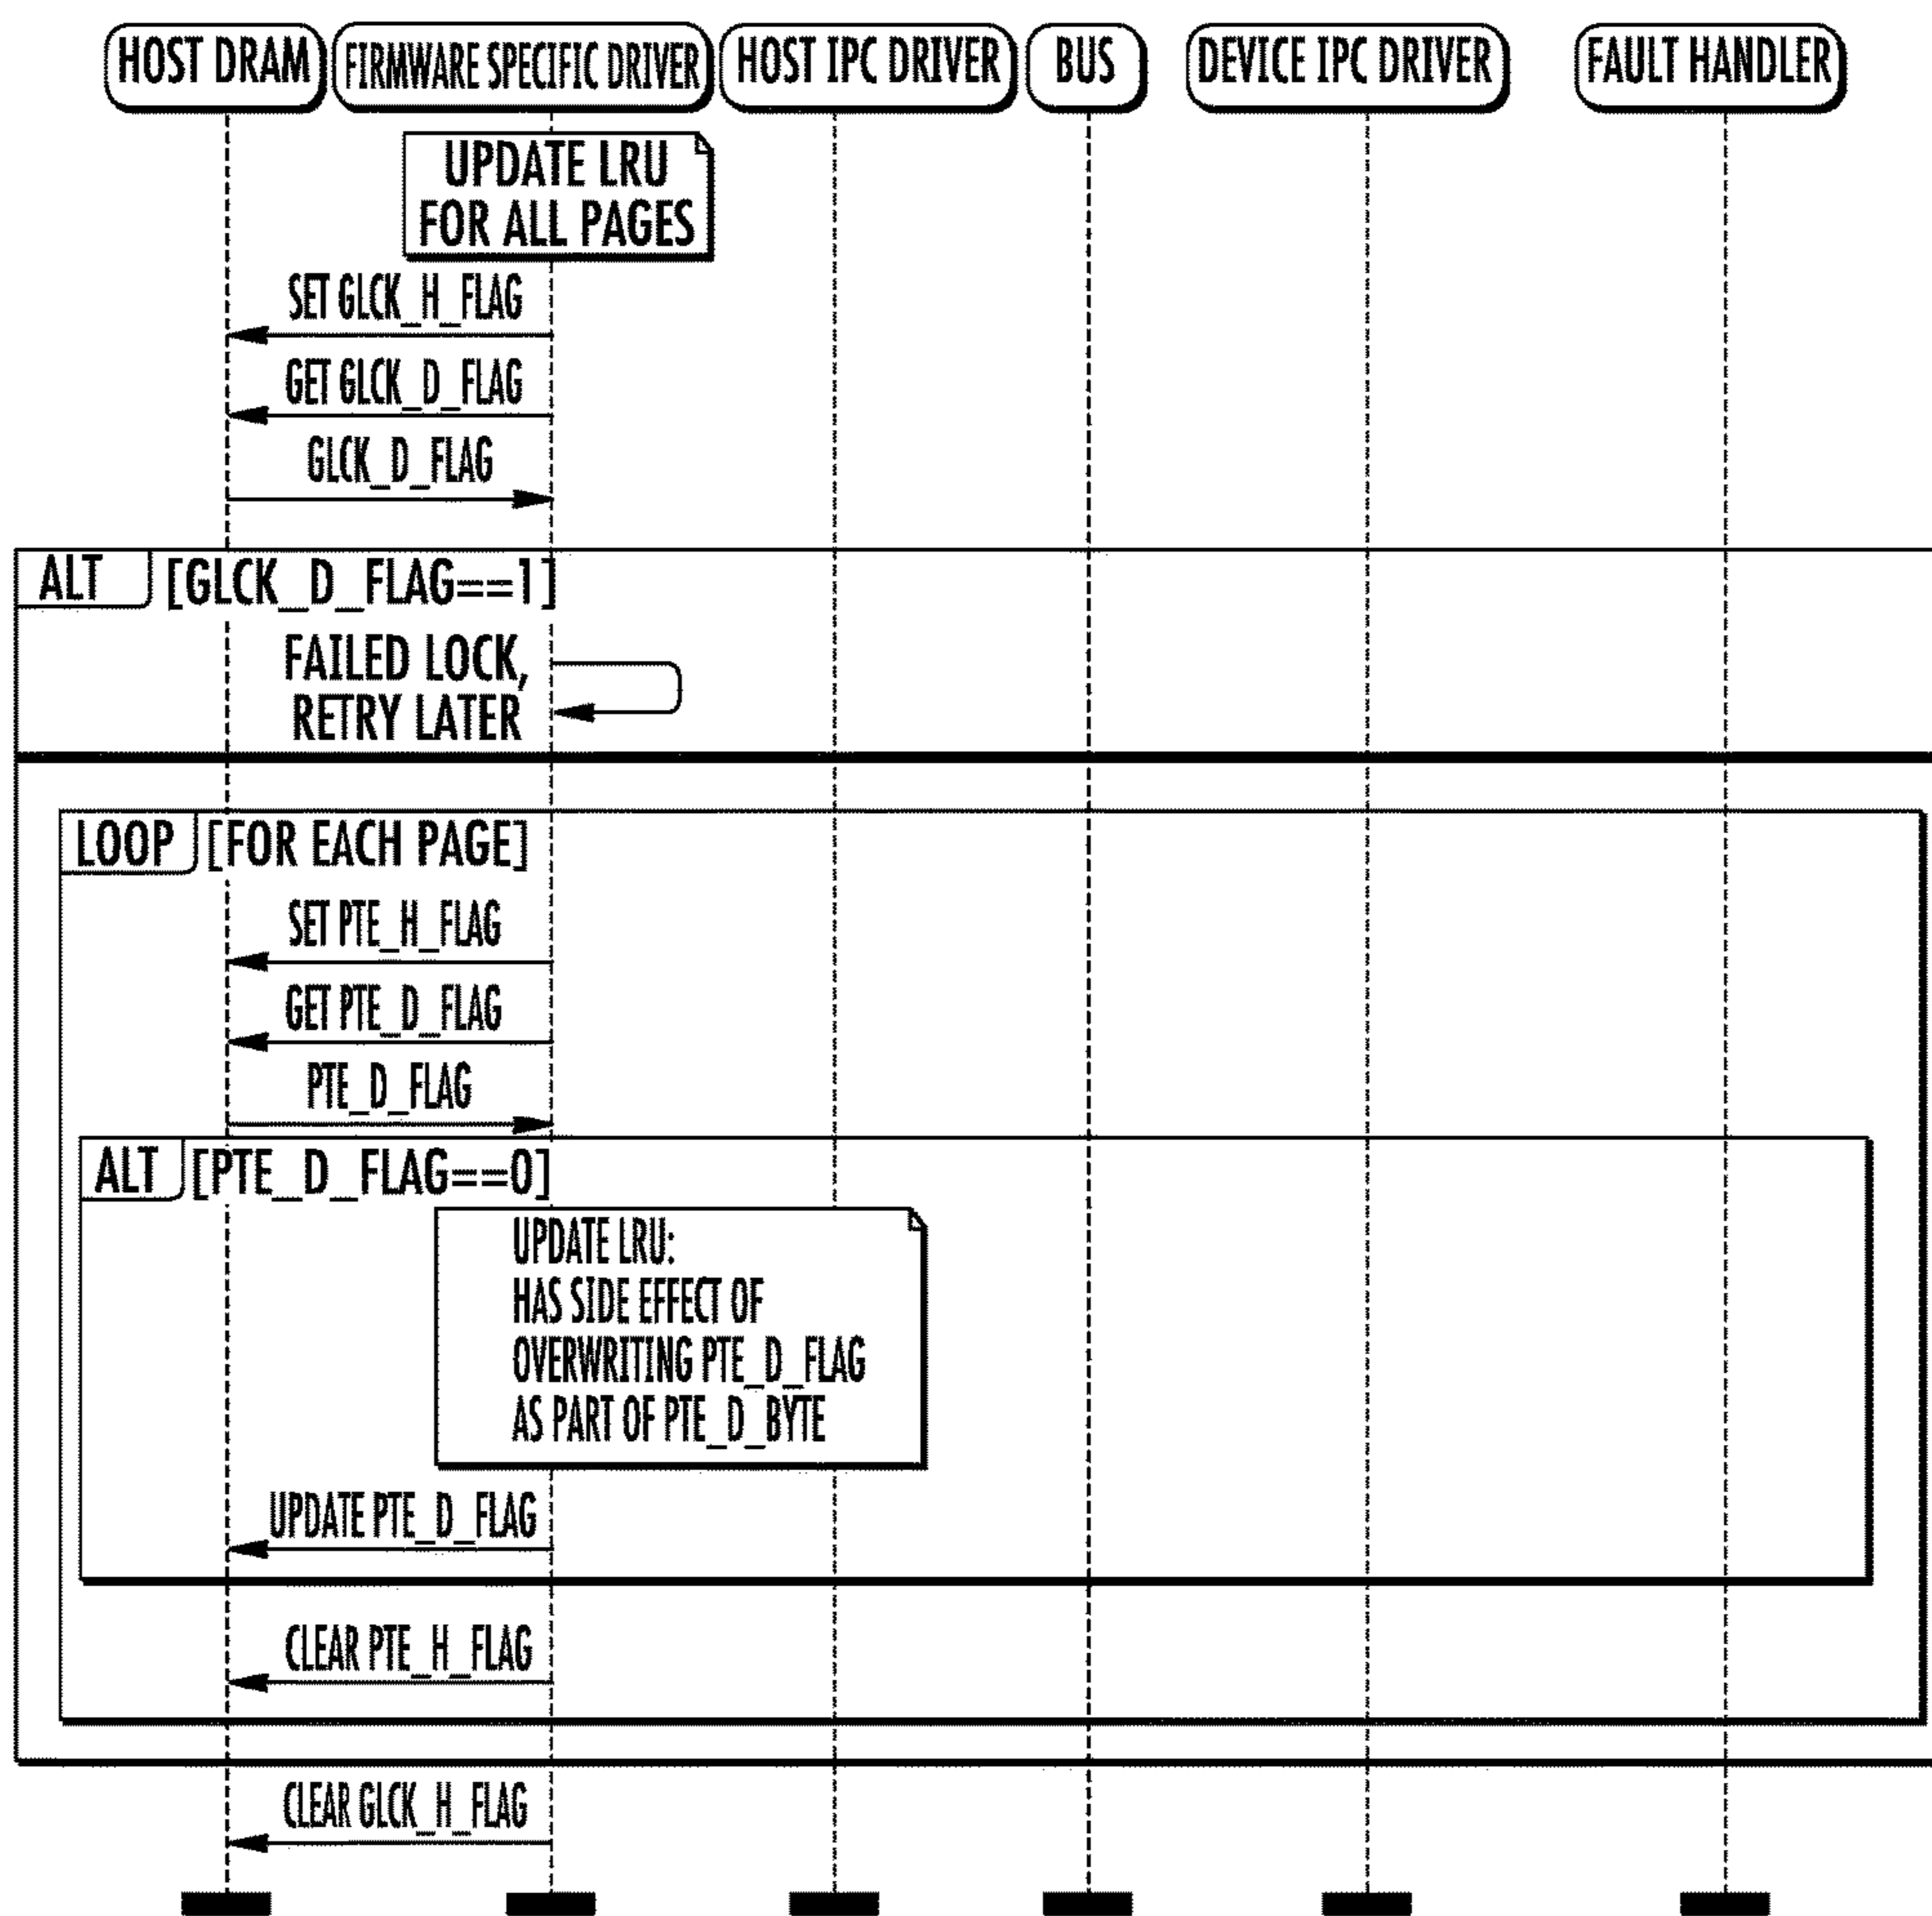 HOST DRAM
FIRMWARE SPECIFIC DRIVER
HOST IPC DRIVER
BUS
DEVICE IPC DRIVER
FAULT HANDLER
UPDATE LRU
FOR ALL PAGES
SET GLCK_H_FLAG
GET GLCK_D_FLAG
GLCK_D_FLAG
ALT [GLCK_D_FLAG==1]
FAILED LOCK,
RETRY LATER
LOOP [FOR EACH PAGE]
SET PTE_H_FLAG
GET PTE_D_FLAG
PTE_D_FLAG
ALT [PTE_D_FLAG==0]
UPDATE LRU:
HAS SIDE EFFECT OF
OVERWRITING PTE_D_FLAG
AS PART OF PTE_D_BYTE
UPDATE PTE_D_FLAG
CLEAR PTE_H_FLAG
CLEAR GLCK_H_FLAG